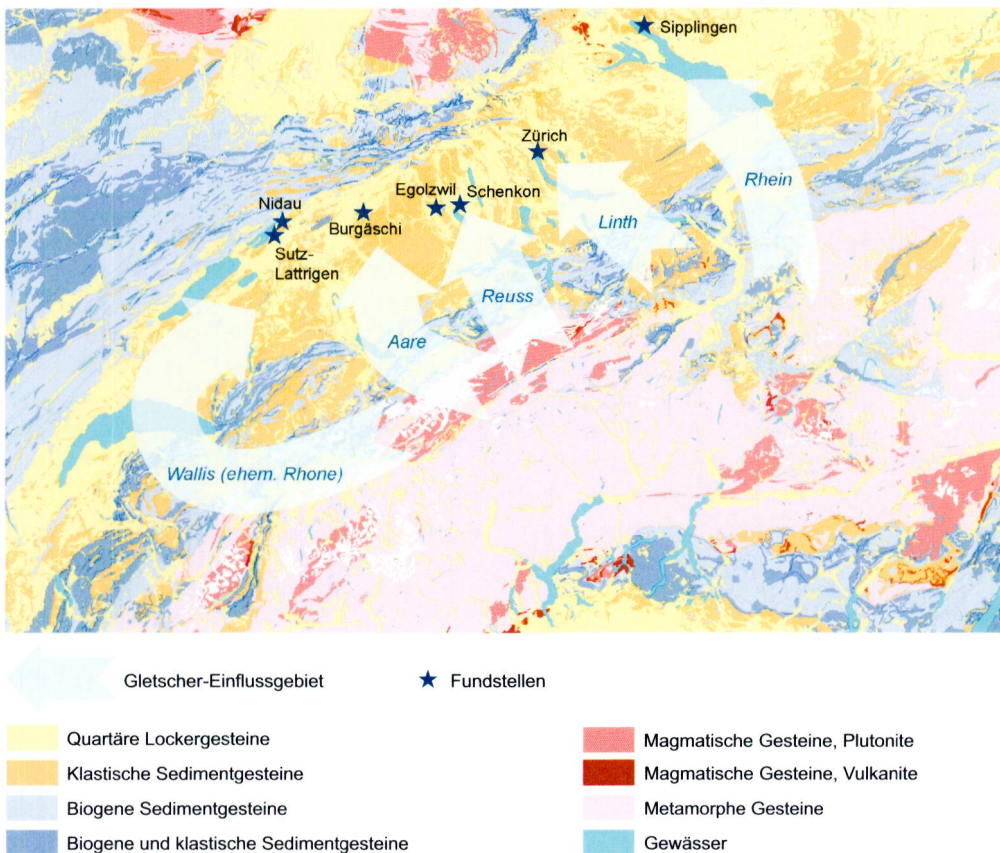 Sipplingen
Zürich
Rhein
Egolzwil
Schenkon
Nidau
Burgäschi
Linth
Sutz-
Lattrigen
Reuss
Aare
Wallis (ehem. Rhone)
Gletscher-Einflussgebiet
Fundstellen
Quartäre Lockergesteine
Klastische Sedimentgesteine
Biogene Sedimentgesteine
Biogene und klastische Sedimentgesteine
Magmatische Gesteine, Plutonite
Magmatische Gesteine, Vulkanite
Metamorphe Gesteine
Gewässer